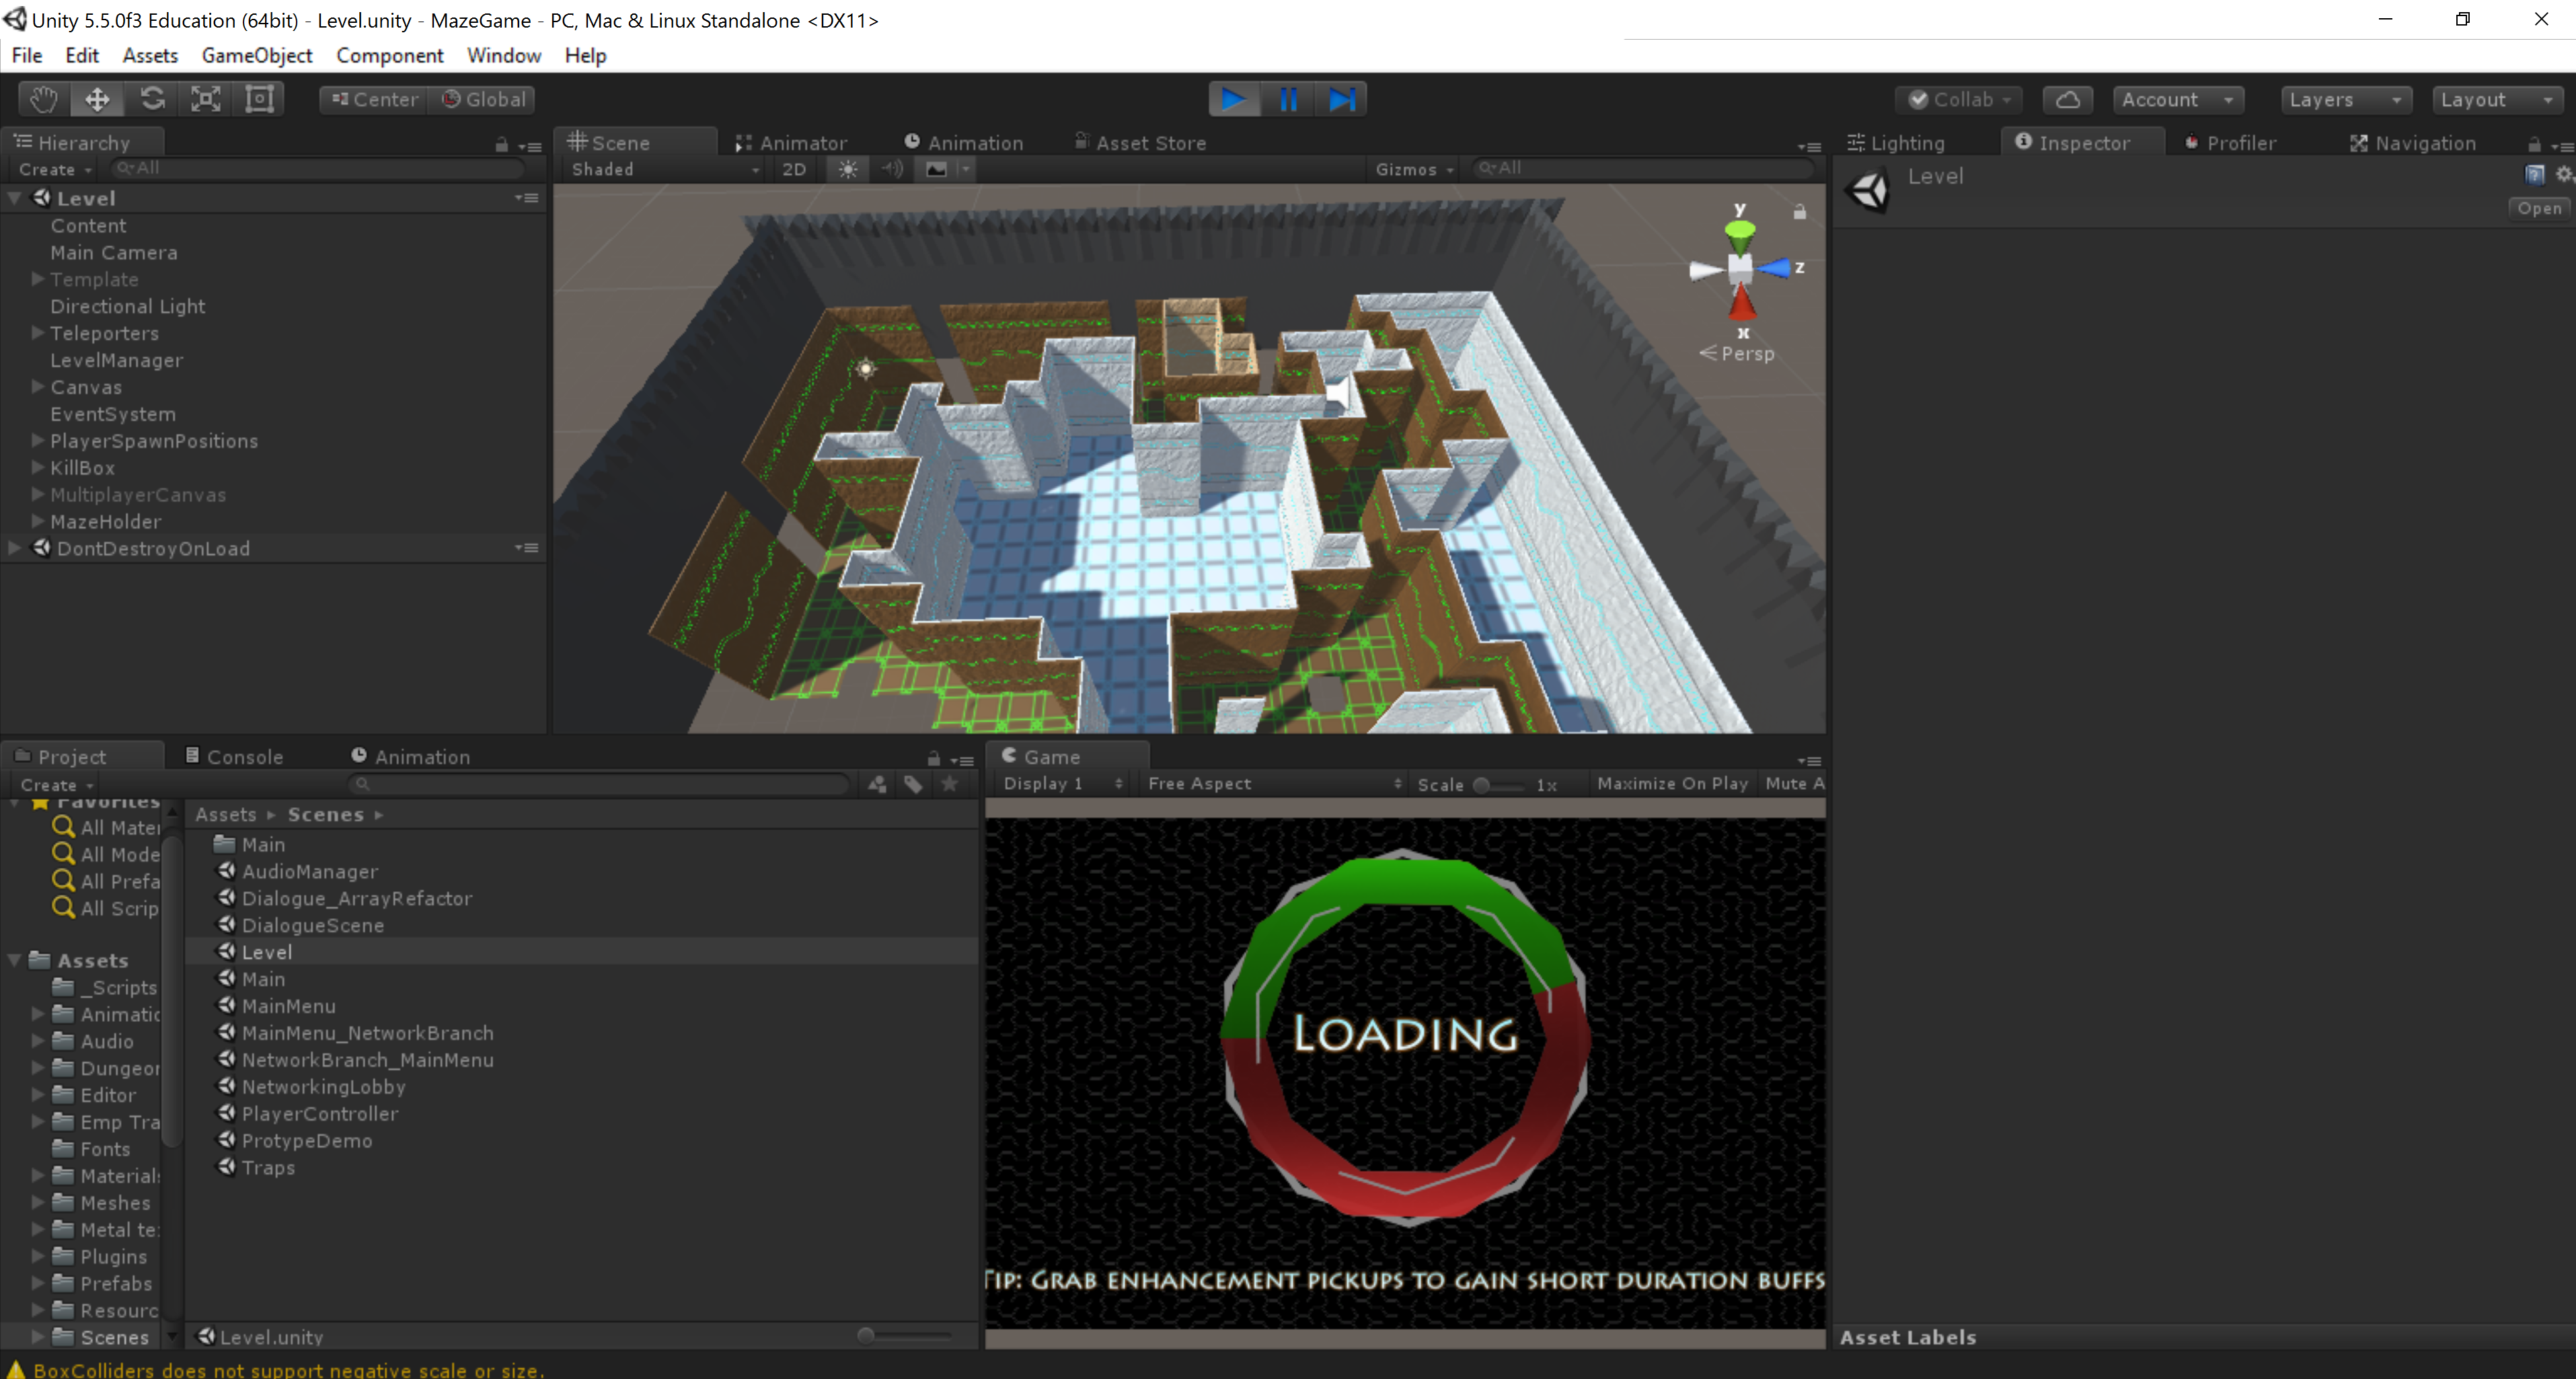 Unity 5.5.0f3 Education (64bit) - Level.unity - MazeGame - PC, Mac & Linux Standalone <DX11>
File Edit Assets GameObject Component Window Help
Center Global Collab Account Layers Layout
Hierarchy
Create All
Level
Content
Main Camera
Template
Directional Light
Teleporters
LevelManager
Canvas
EventSystem
PlayerSpawnPositions
KillBox
MultiplayerCanvas
MazeHolder
DontDestroyOnLoad
Scene Animator Animation Asset Store
Shaded 2D Gizmos All
y
z
x
Persp
Lighting Inspector Profiler Navigation
Level
Open
Project Console Animation
Create
Favorites
All Mater
All Mode
All Prefa
All Scrip
Assets
_Scripts
Animatic
Audio
Dungeor
Editor
Emp Tra
Fonts
Materials
Meshes
Metal te
Plugins
Prefabs
Resourc
Scenes
Assets Scenes
Main
AudioManager
Dialogue_ArrayRefactor
DialogueScene
Level
Main
MainMenu
MainMenu_NetworkBranch
NetworkBranch_MainMenu
NetworkingLobby
PlayerController
ProtypeDemo
Traps
Level.unity
Game
Display 1 Free Aspect Scale 1x Maximize On Play Mute A
LOADING
TIP: GRAB ENHANCEMENT PICKUPS TO GAIN SHORT DURATION BUFFS
Asset Labels
BoxColliders does not support negative scale or size.